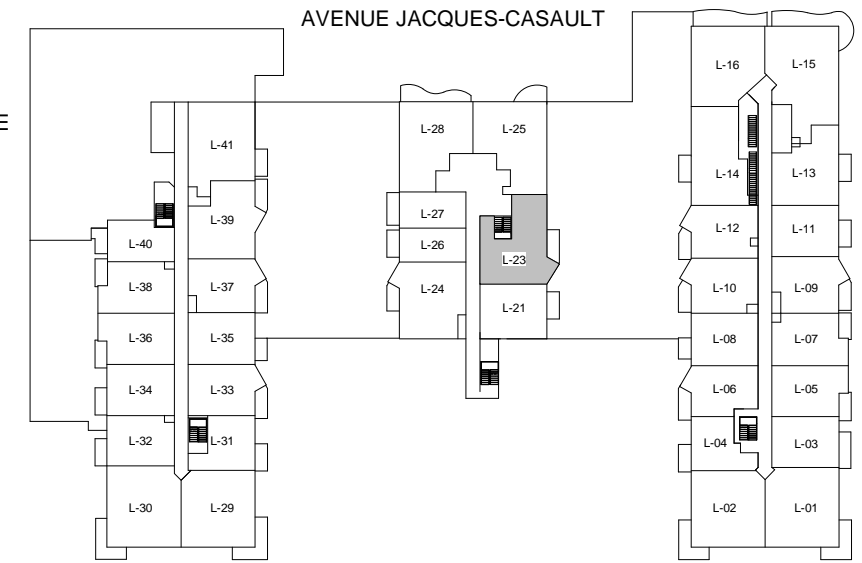 AVENUE JACQUES-CASAULT
E
L-16 L-15
L-28 L-25
L-41
L-14 L-13
L-27
L-39
L-12 L-11
L-40
L-26
L-23
L-38 L-37
L-24
L-10 L-09
L-21
L-36 L-35
L-08 L-07
L-34 L-33
L-06 L-05
L-32 L-31
L-04 L-03
L-30 L-29
L-02 L-01